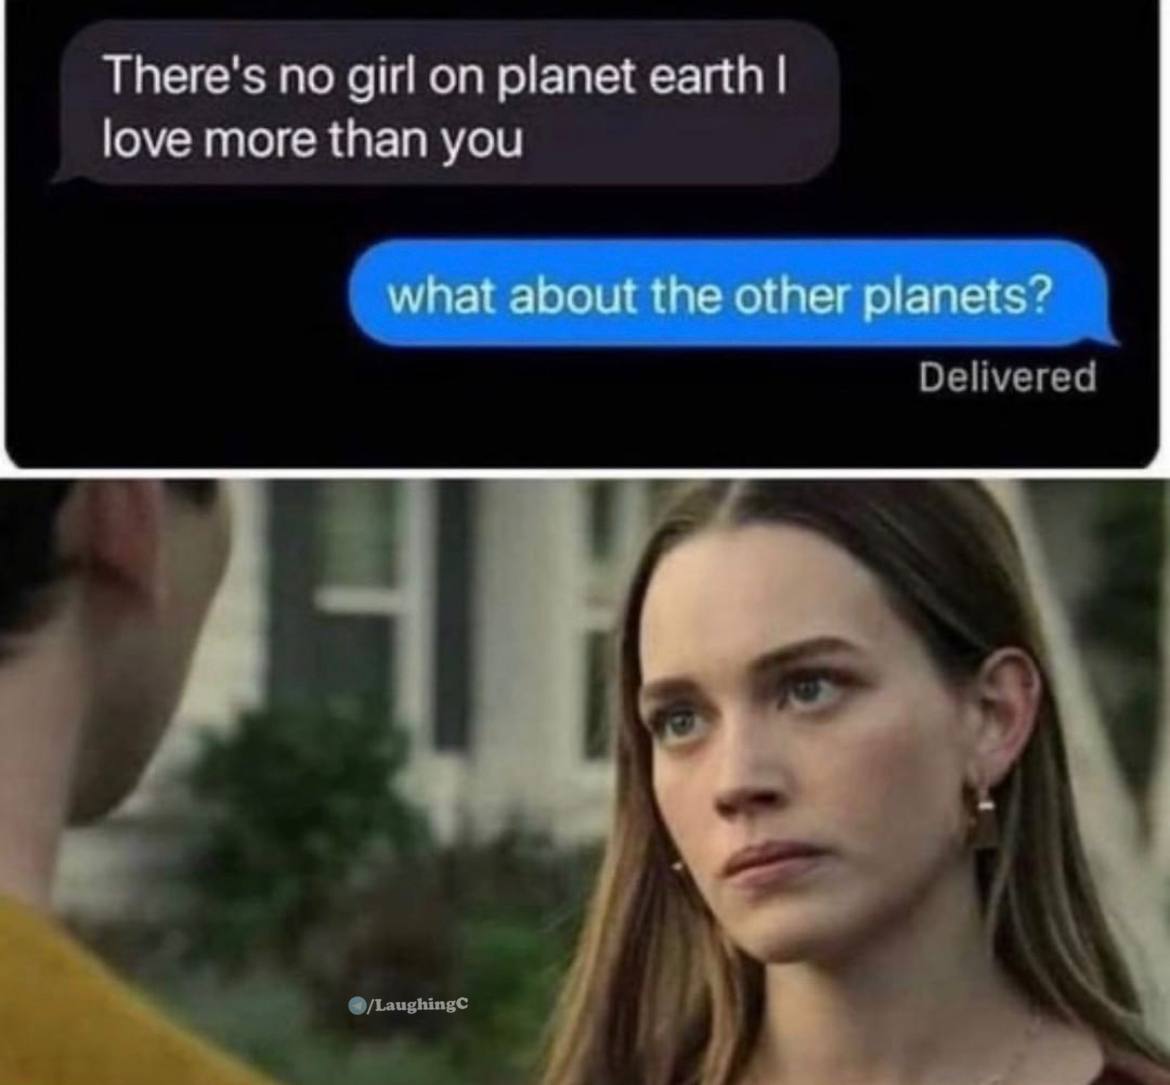 There's no girl on planet earth I
love more than you
what about the other planets?
Delivered
/LaughingC